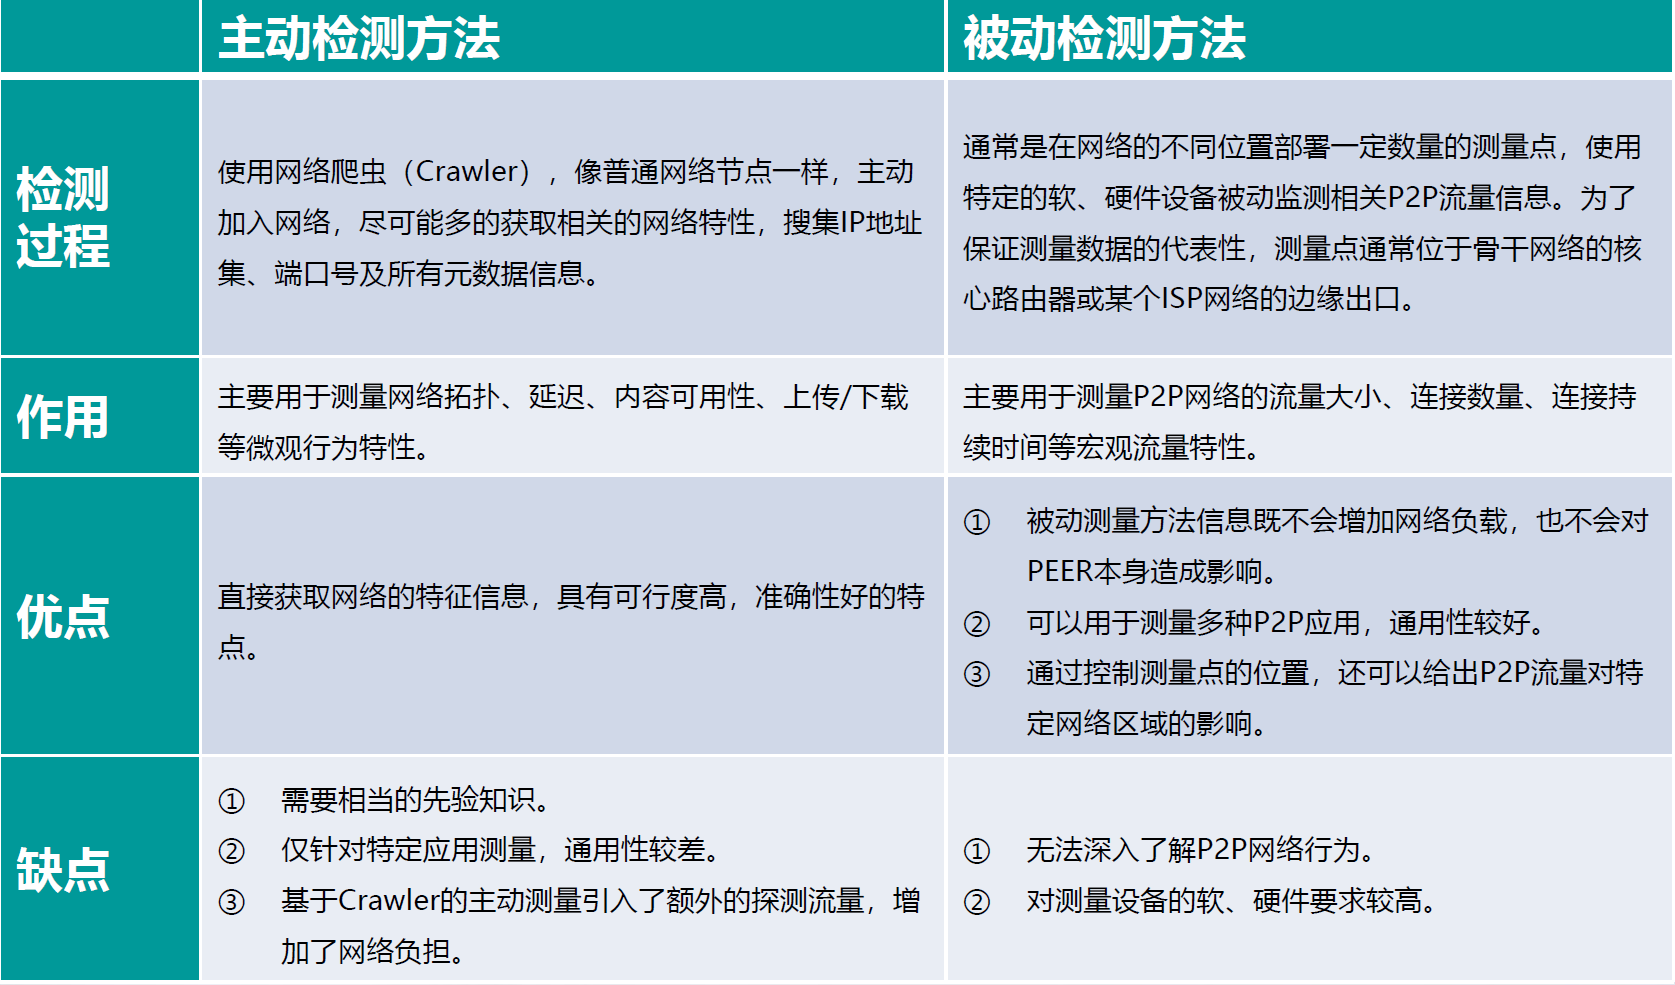 主动检测方法
被动检测方法
检测
过程
使用网络爬虫（Crawler），像普通网络节点一样，主动
加入网络，尽可能多的获取相关的网络特性，搜集IP地址
集、端口号及所有元数据信息。
通常是在网络的不同位置部署一定数量的测量点，使用
特定的软、硬件设备被动监测相关P2P流量信息。为了
保证测量数据的代表性，测量点通常位于骨干网络的核
心路由器或某个ISP网络的边缘出口。
作用
主要用于测量网络拓扑、延迟、内容可用性、上传/下载
等微观行为特性。
主要用于测量P2P网络的流量大小、连接数量、连接持
续时间等宏观流量特性。
优点
直接获取网络的特征信息，具有可行度高，准确性好的特
点。
① 被动测量方法信息既不会增加网络负载，也不会对
PEER本身造成影响。
② 可以用于测量多种P2P应用，通用性较好。
③ 通过控制测量点的位置，还可以给出P2P流量对特
定网络区域的影响。
缺点
① 需要相当的先验知识。
② 仅针对特定应用测量，通用性较差。
③ 基于Crawler的主动测量引入了额外的探测流量，增
加了网络负担。
① 无法深入了解P2P网络行为。
② 对测量设备的软、硬件要求较高。